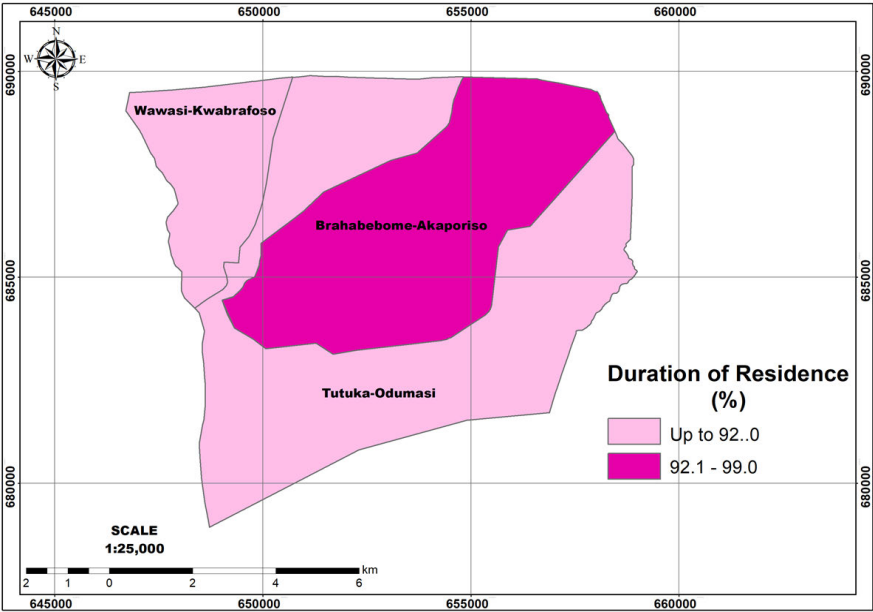 645000 650000 655000 660000
N
W E
S
690000 690000
Wawasi-Kwabrafoso
Brahabebome-Akaporiso
685000 685000
Tutuka-Odumasi
Duration of Residence
(%)
Up to 92..0
92.1 - 99.0
680000 680000
SCALE
1:25,000
km
2 1 0 2 4 6
645000 650000 655000 660000